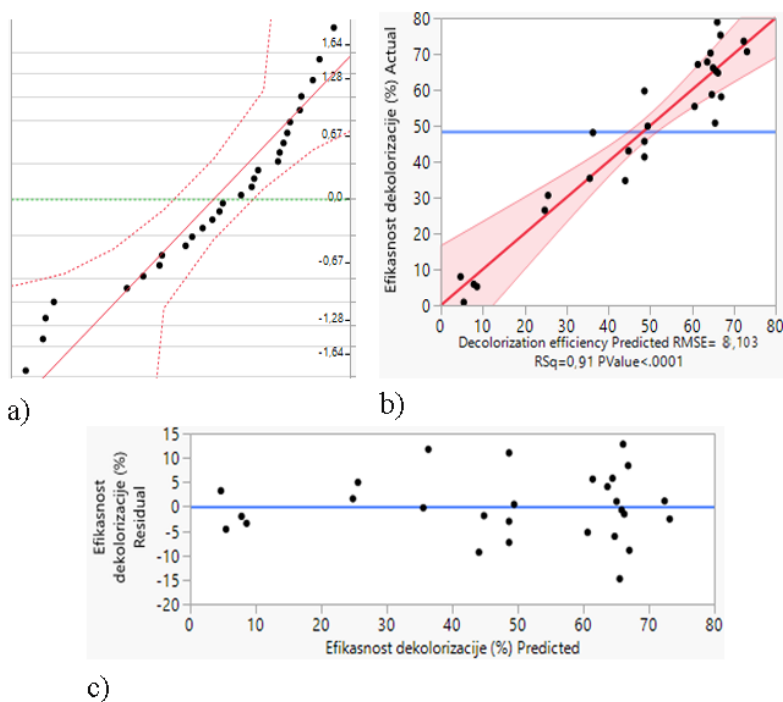 1,64
1,28
0,67
0,0
-0,67
-1,28
-1,64
a)
Efikasnost dekolorizacije (%) Actual
80
70
60
50
40
30
20
10
0
0 10 20 30 40 50 60 70 80
Decolorization efficiency Predicted RMSE= 8,103
RSq=0,91 PValue<.0001
b)
Efikasnost
dekolorizacije (%)
Residual
15
10
5
0
-5
-10
-15
-20
0 10 20 30 40 50 60 70 80
Efikasnost dekolorizacije (%) Predicted
c)